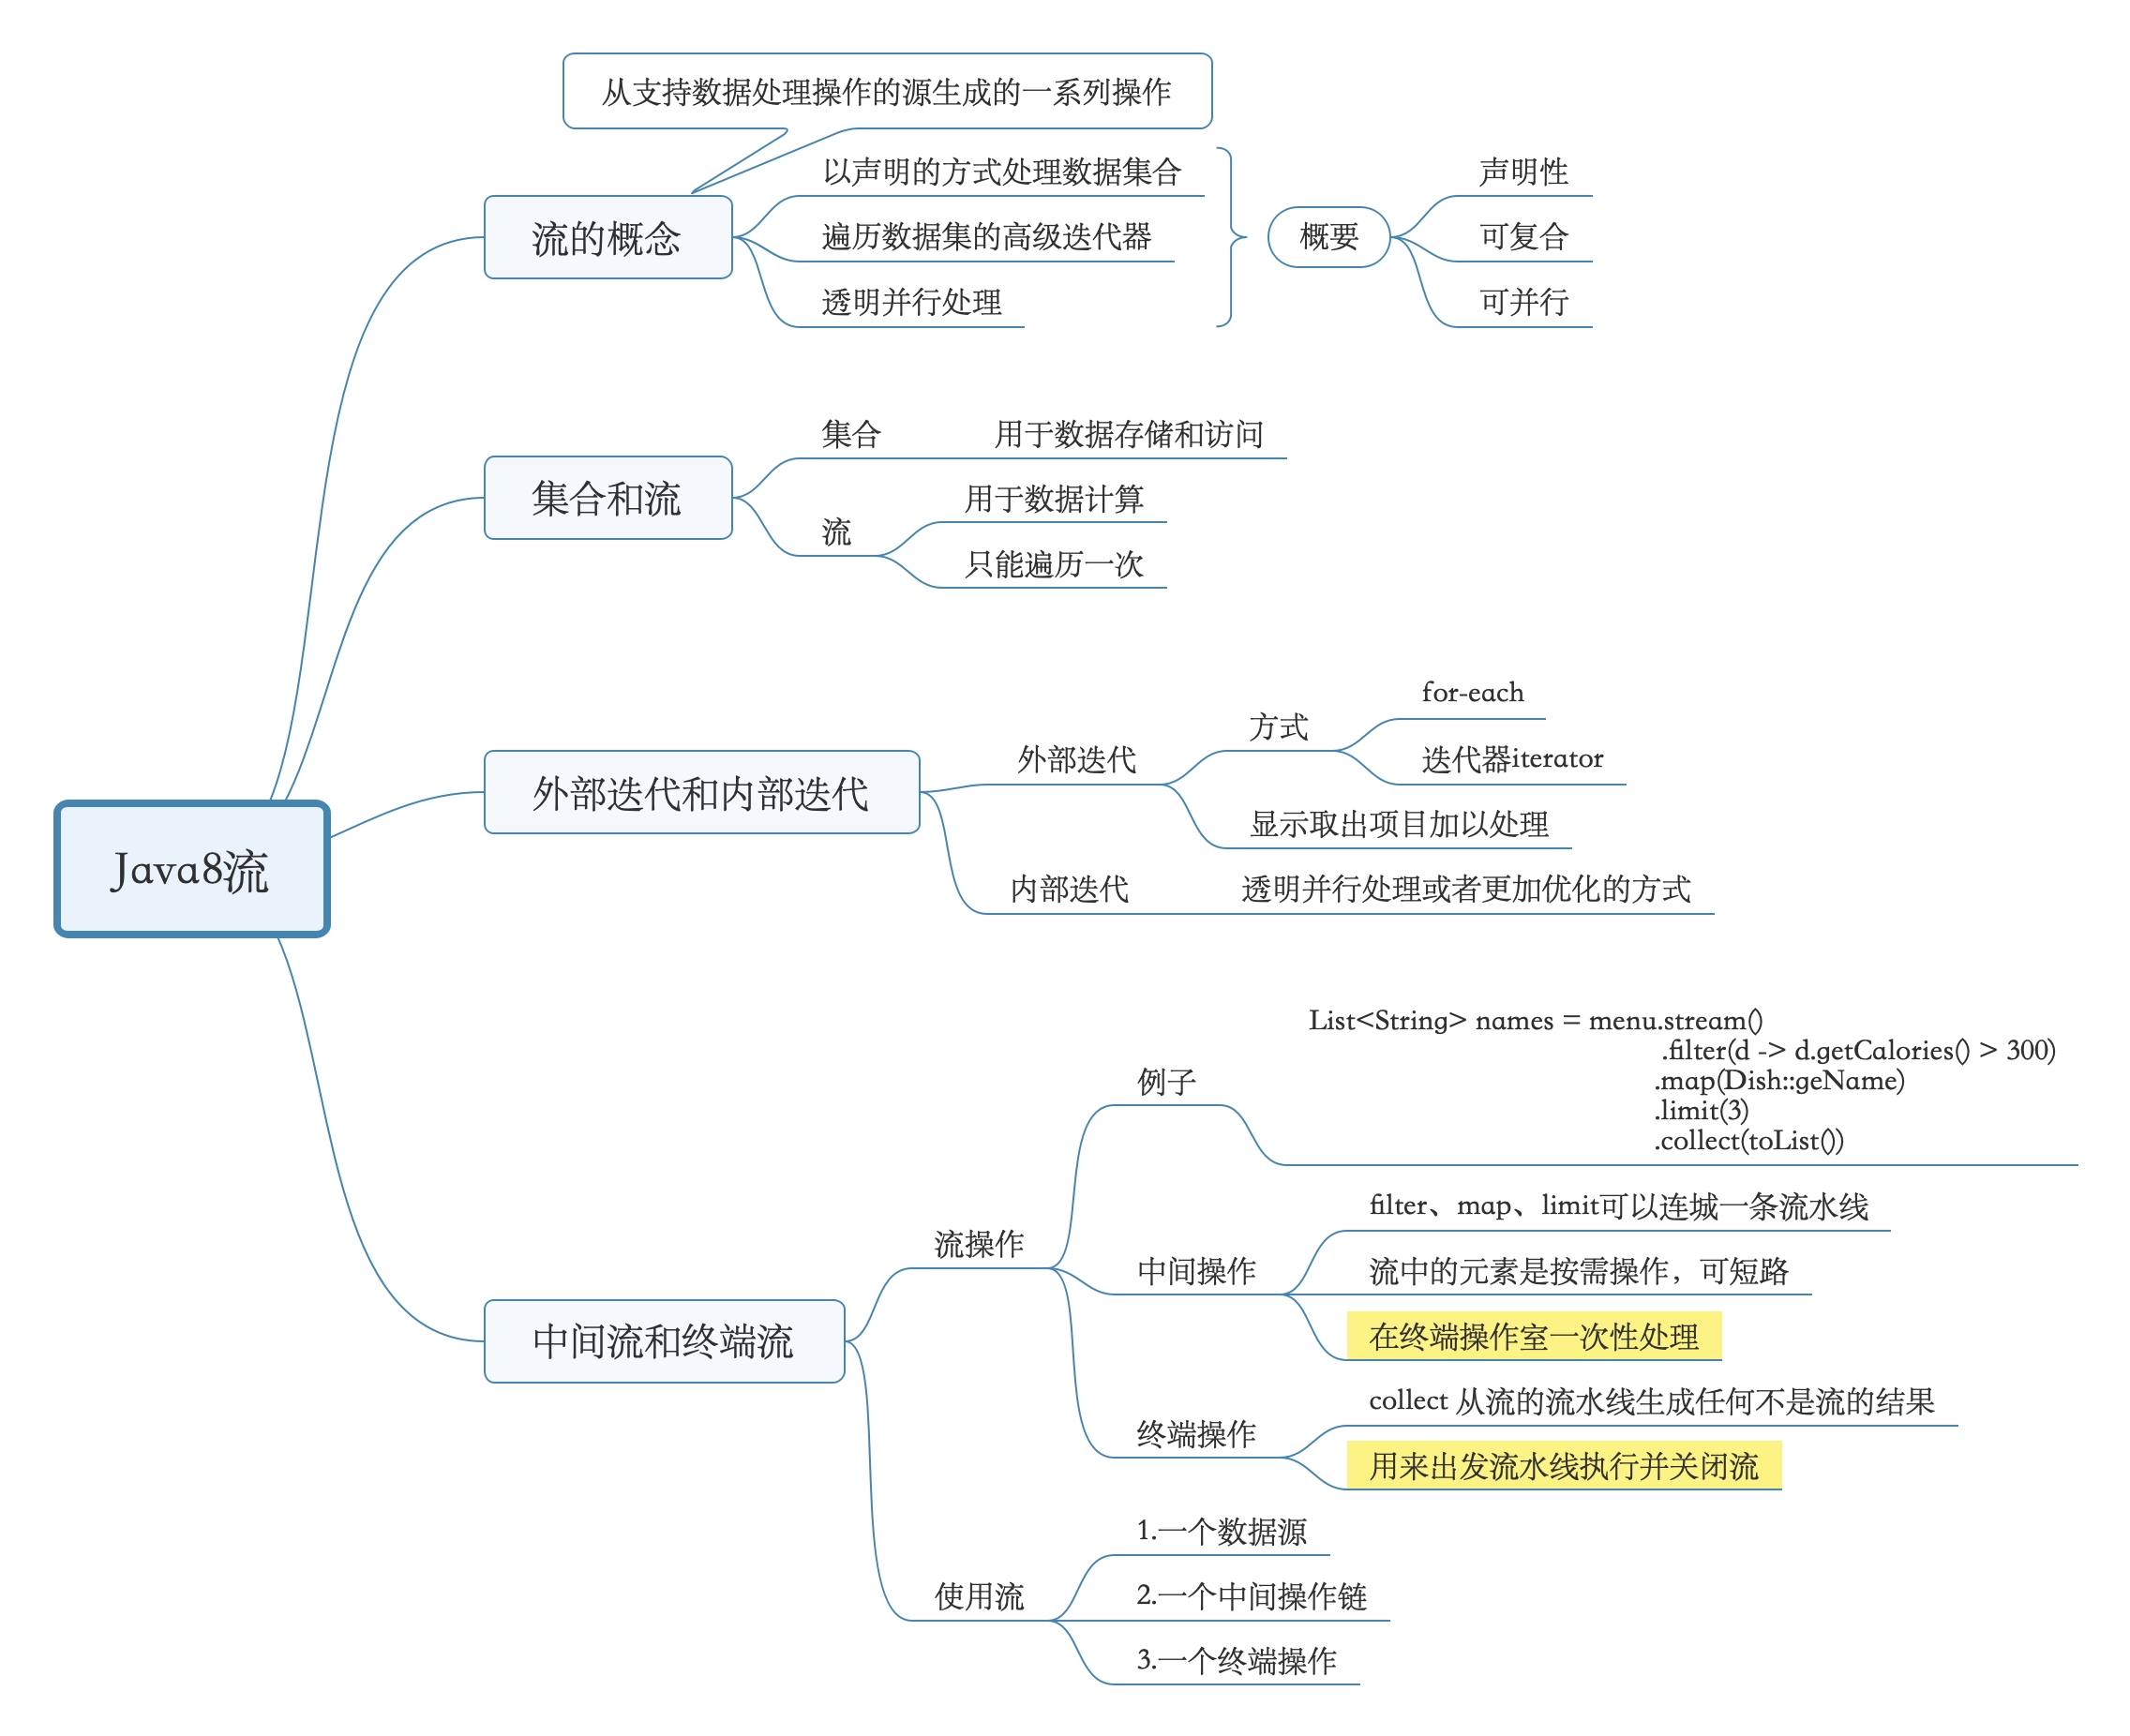 从支持数据处理操作的源生成的一系列操作
流的概念
以声明的方式处理数据集合
遍历数据集的高级迭代器
透明并行处理
概要
声明性
可复合
可并行
集合和流
集合
用于数据存储和访问
流
用于数据计算
只能遍历一次
Java8流
外部迭代和内部迭代
外部迭代
方式
for-each
迭代器iterator
显示取出项目加以处理
内部迭代
透明并行处理或者更加优化的方式
中间流和终端流
流操作
例子
List<String> names = menu.stream()
.filter(d -> d.getCalories() > 300)
.map(Dish::geName)
.limit(3)
.collect(toList())
中间操作
filter、map、limit可以连城一条流水线
流中的元素是按需操作，可短路
在终端操作室一次性处理
终端操作
collect 从流的流水线生成任何不是流的结果
用来出发流水线执行并关闭流
使用流
1.一个数据源
2.一个中间操作链
3.一个终端操作